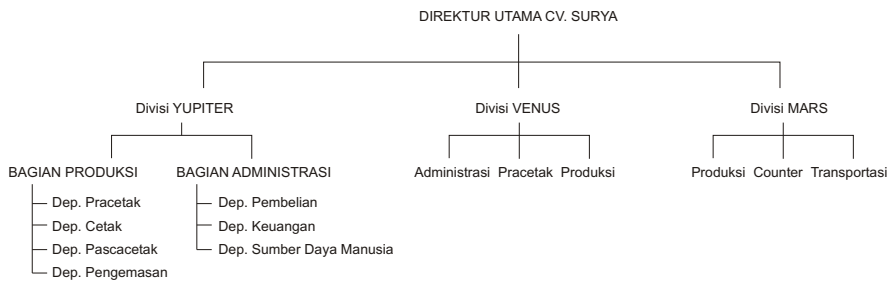 DIREKTUR UTAMA CV. SURYA
Divisi YUPITER
Divisi VENUS
Divisi MARS
BAGIAN PRODUKSI
BAGIAN ADMINISTRASI
Administrasi Pracetak Produksi
Produksi Counter Transportasi
Dep. Pracetak
Dep. Cetak
Dep. Pascacetak
Dep. Pengemasan
Dep. Pembelian
Dep. Keuangan
Dep. Sumber Daya Manusia